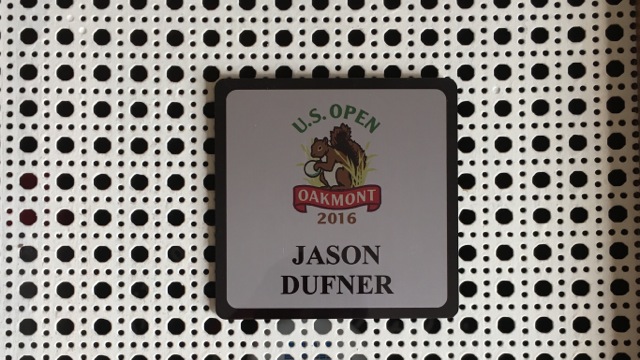 U.S. OPEN
OAKMONT
2016
JASON
DUFNER